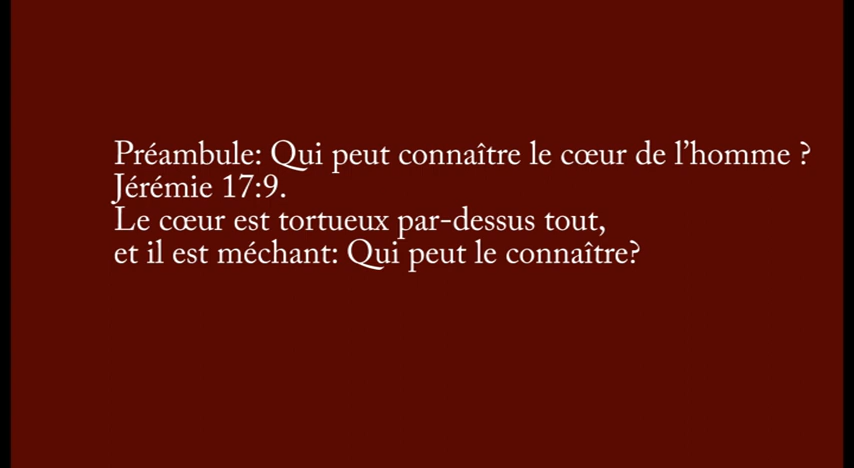 Préambule: Qui peut connaître le cœur de l’homme ?
Jérémie 17:9.
Le cœur est tortueux par-dessus tout,
et il est méchant: Qui peut le connaître?